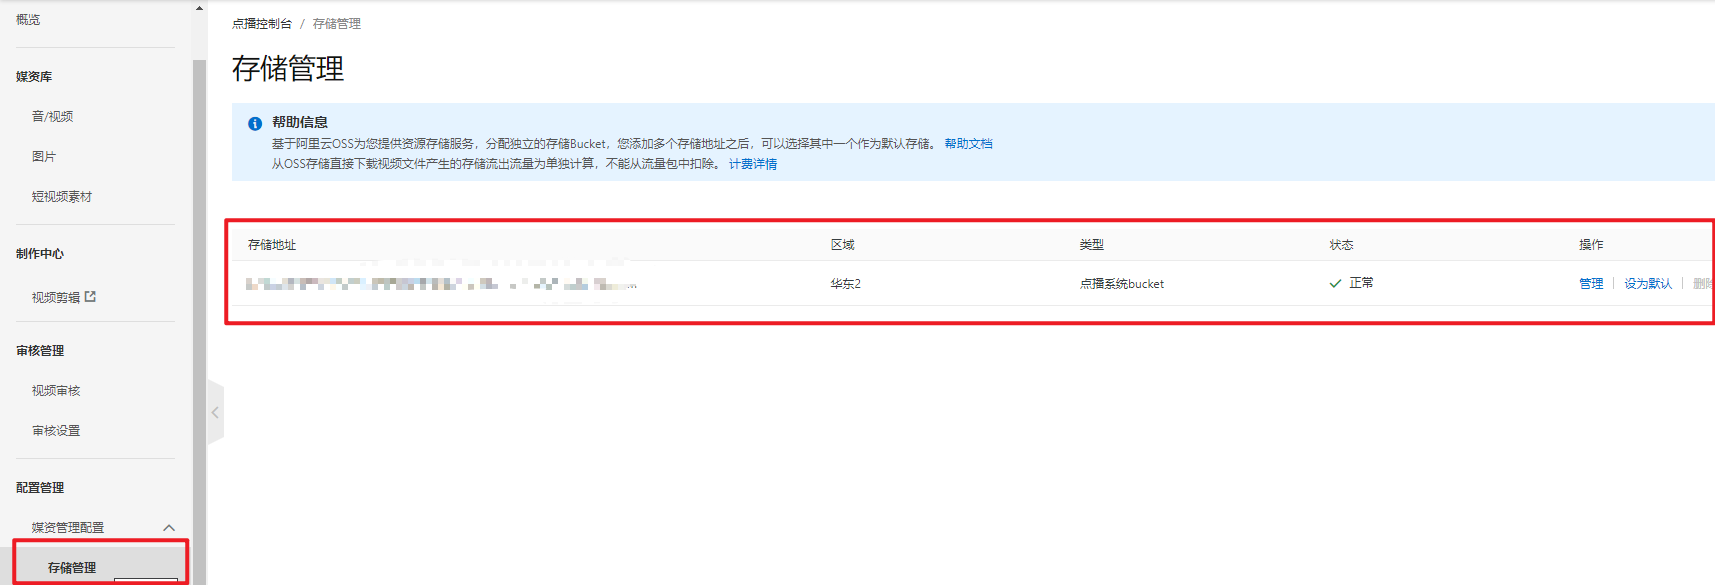 概览
媒资库
音/视频
图片
短视频素材
制作中心
视频剪辑
审核管理
视频审核
审核设置
配置管理
媒资管理配置
存储管理
点播控制台 / 存储管理
存储管理
帮助信息
基于阿里云OSS为您提供资源存储服务，分配独立的存储Bucket，您添加多个存储地址之后，可以选择其中一个作为默认存储。 帮助文档
从OSS存储直接下载视频文件产生的存储流出流量为单独计算，不能从流量包中扣除。 计费详情
存储地址 区域 类型 状态 操作
华东2 点播系统bucket 正常 管理 设为默认 删除